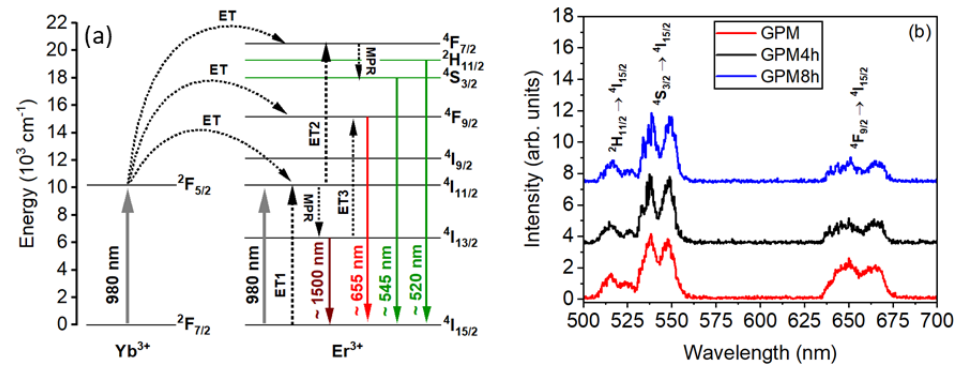 (a)
Energy (10³ cm⁻¹)
22
20
18
16
14
12
10
8
6
4
2
0
ET
ET
ET
²F₅/₂
²F₇/₂
980 nm
Yb³⁺
980 nm
ET1
MPR
ET2
MPR
ET3
~ 1500 nm
~ 655 nm
~ 545 nm
~ 520 nm
⁴F₇/₂
²H₁₁/₂
⁴S₃/₂
⁴F₉/₂
⁴I₉/₂
⁴I₁₁/₂
⁴I₁₃/₂
⁴I₁₅/₂
Er³⁺
(b)
Intensity (arb. units)
18
16
14
12
10
8
6
4
2
0
GPM
GPM4h
GPM8h
²H₁₁/₂ → ⁴I₁₅/₂
⁴S₃/₂ → ⁴I₁₅/₂
⁴F₉/₂ → ⁴I₁₅/₂
500 525 550 575 600 625 650 675 700
Wavelength (nm)